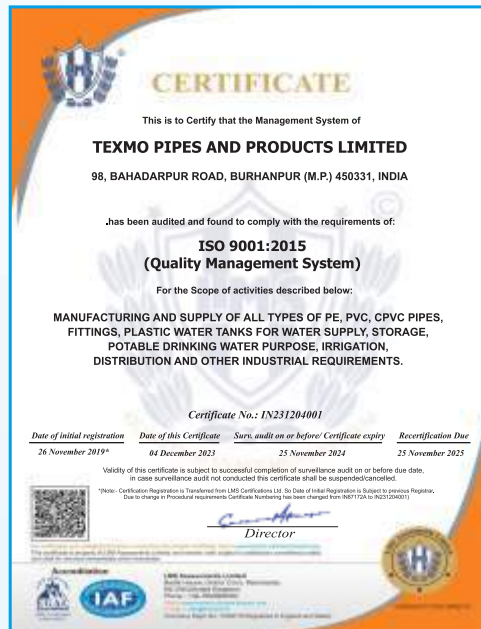 CERTIFICATE
This is to Certify that the Management System of
TEXMO PIPES AND PRODUCTS LIMITED
98, BAHADARPUR ROAD, BURHANPUR (M.P.) 450331, INDIA
.has been audited and found to comply with the requirements of:
ISO 9001:2015
(Quality Management System)
For the Scope of activities described below:
MANUFACTURING AND SUPPLY OF ALL TYPES OF PE, PVC, CPVC PIPES,
FITTINGS, PLASTIC WATER TANKS FOR WATER SUPPLY, STORAGE,
POTABLE DRINKING WATER PURPOSE, IRRIGATION,
DISTRIBUTION AND OTHER INDUSTRIAL REQUIREMENTS.
Certificate No.: IN231204001
Date of initial registration Date of this Certificate Surv. audit on or before/ Certificate expiry Recertification Due
26 November 2019* 04 December 2023 25 November 2024 25 November 2025
Validity of this certificate is subject to successful completion of surveillance audit on or before due date,
in case surveillance audit not conducted this certificate shall be suspended/cancelled.
*(Note:- Certification Registration is Transferred from LMS Certifications Ltd. So Date of Initial Registration is Subject to previous Registrar,
Due to change in Procedural requirements Certificate Numbering has been changed from IN87172A to IN231204001)
Director
Accreditation
LMS Assessments Limited
IAF